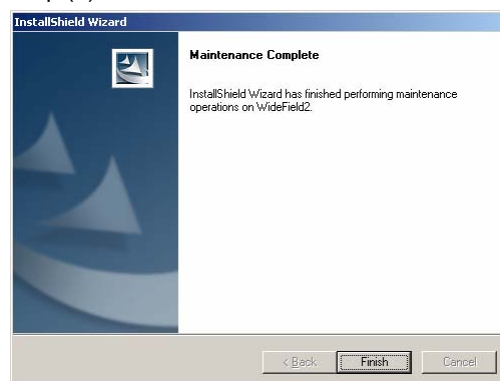 InstallShield Wizard
Maintenance Complete
InstallShield Wizard has finished performing maintenance
operations on WideField2.
< Back
Finish
Cancel